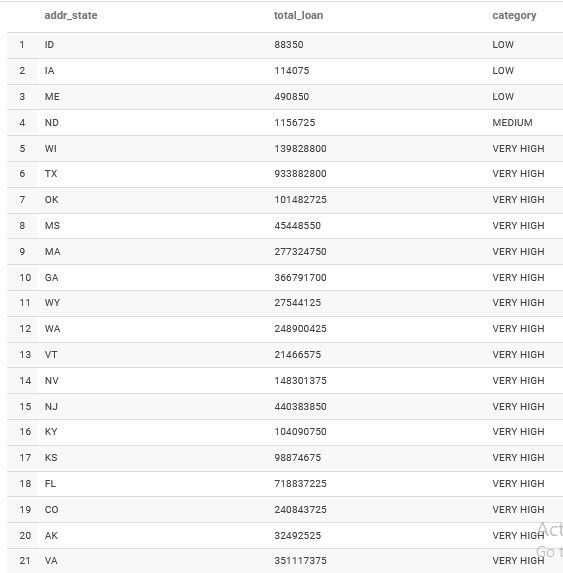 addr_state total_loan category
1 ID 88350 LOW
2 IA 114075 LOW
3 ME 490850 LOW
4 ND 1156725 MEDIUM
5 WI 139828800 VERY HIGH
6 TX 933882800 VERY HIGH
7 OK 101482725 VERY HIGH
8 MS 45448550 VERY HIGH
9 MA 277324750 VERY HIGH
10 GA 366791700 VERY HIGH
11 WY 27544125 VERY HIGH
12 WA 248900425 VERY HIGH
13 VT 21466575 VERY HIGH
14 NV 148301375 VERY HIGH
15 NJ 440383850 VERY HIGH
16 KY 104090750 VERY HIGH
17 KS 98874675 VERY HIGH
18 FL 718837225 VERY HIGH
19 CO 240843725 VERY HIGH
20 AK 32492525 VERY HIGH
Act
Go t
21 VA 351117375 VERY HIGH